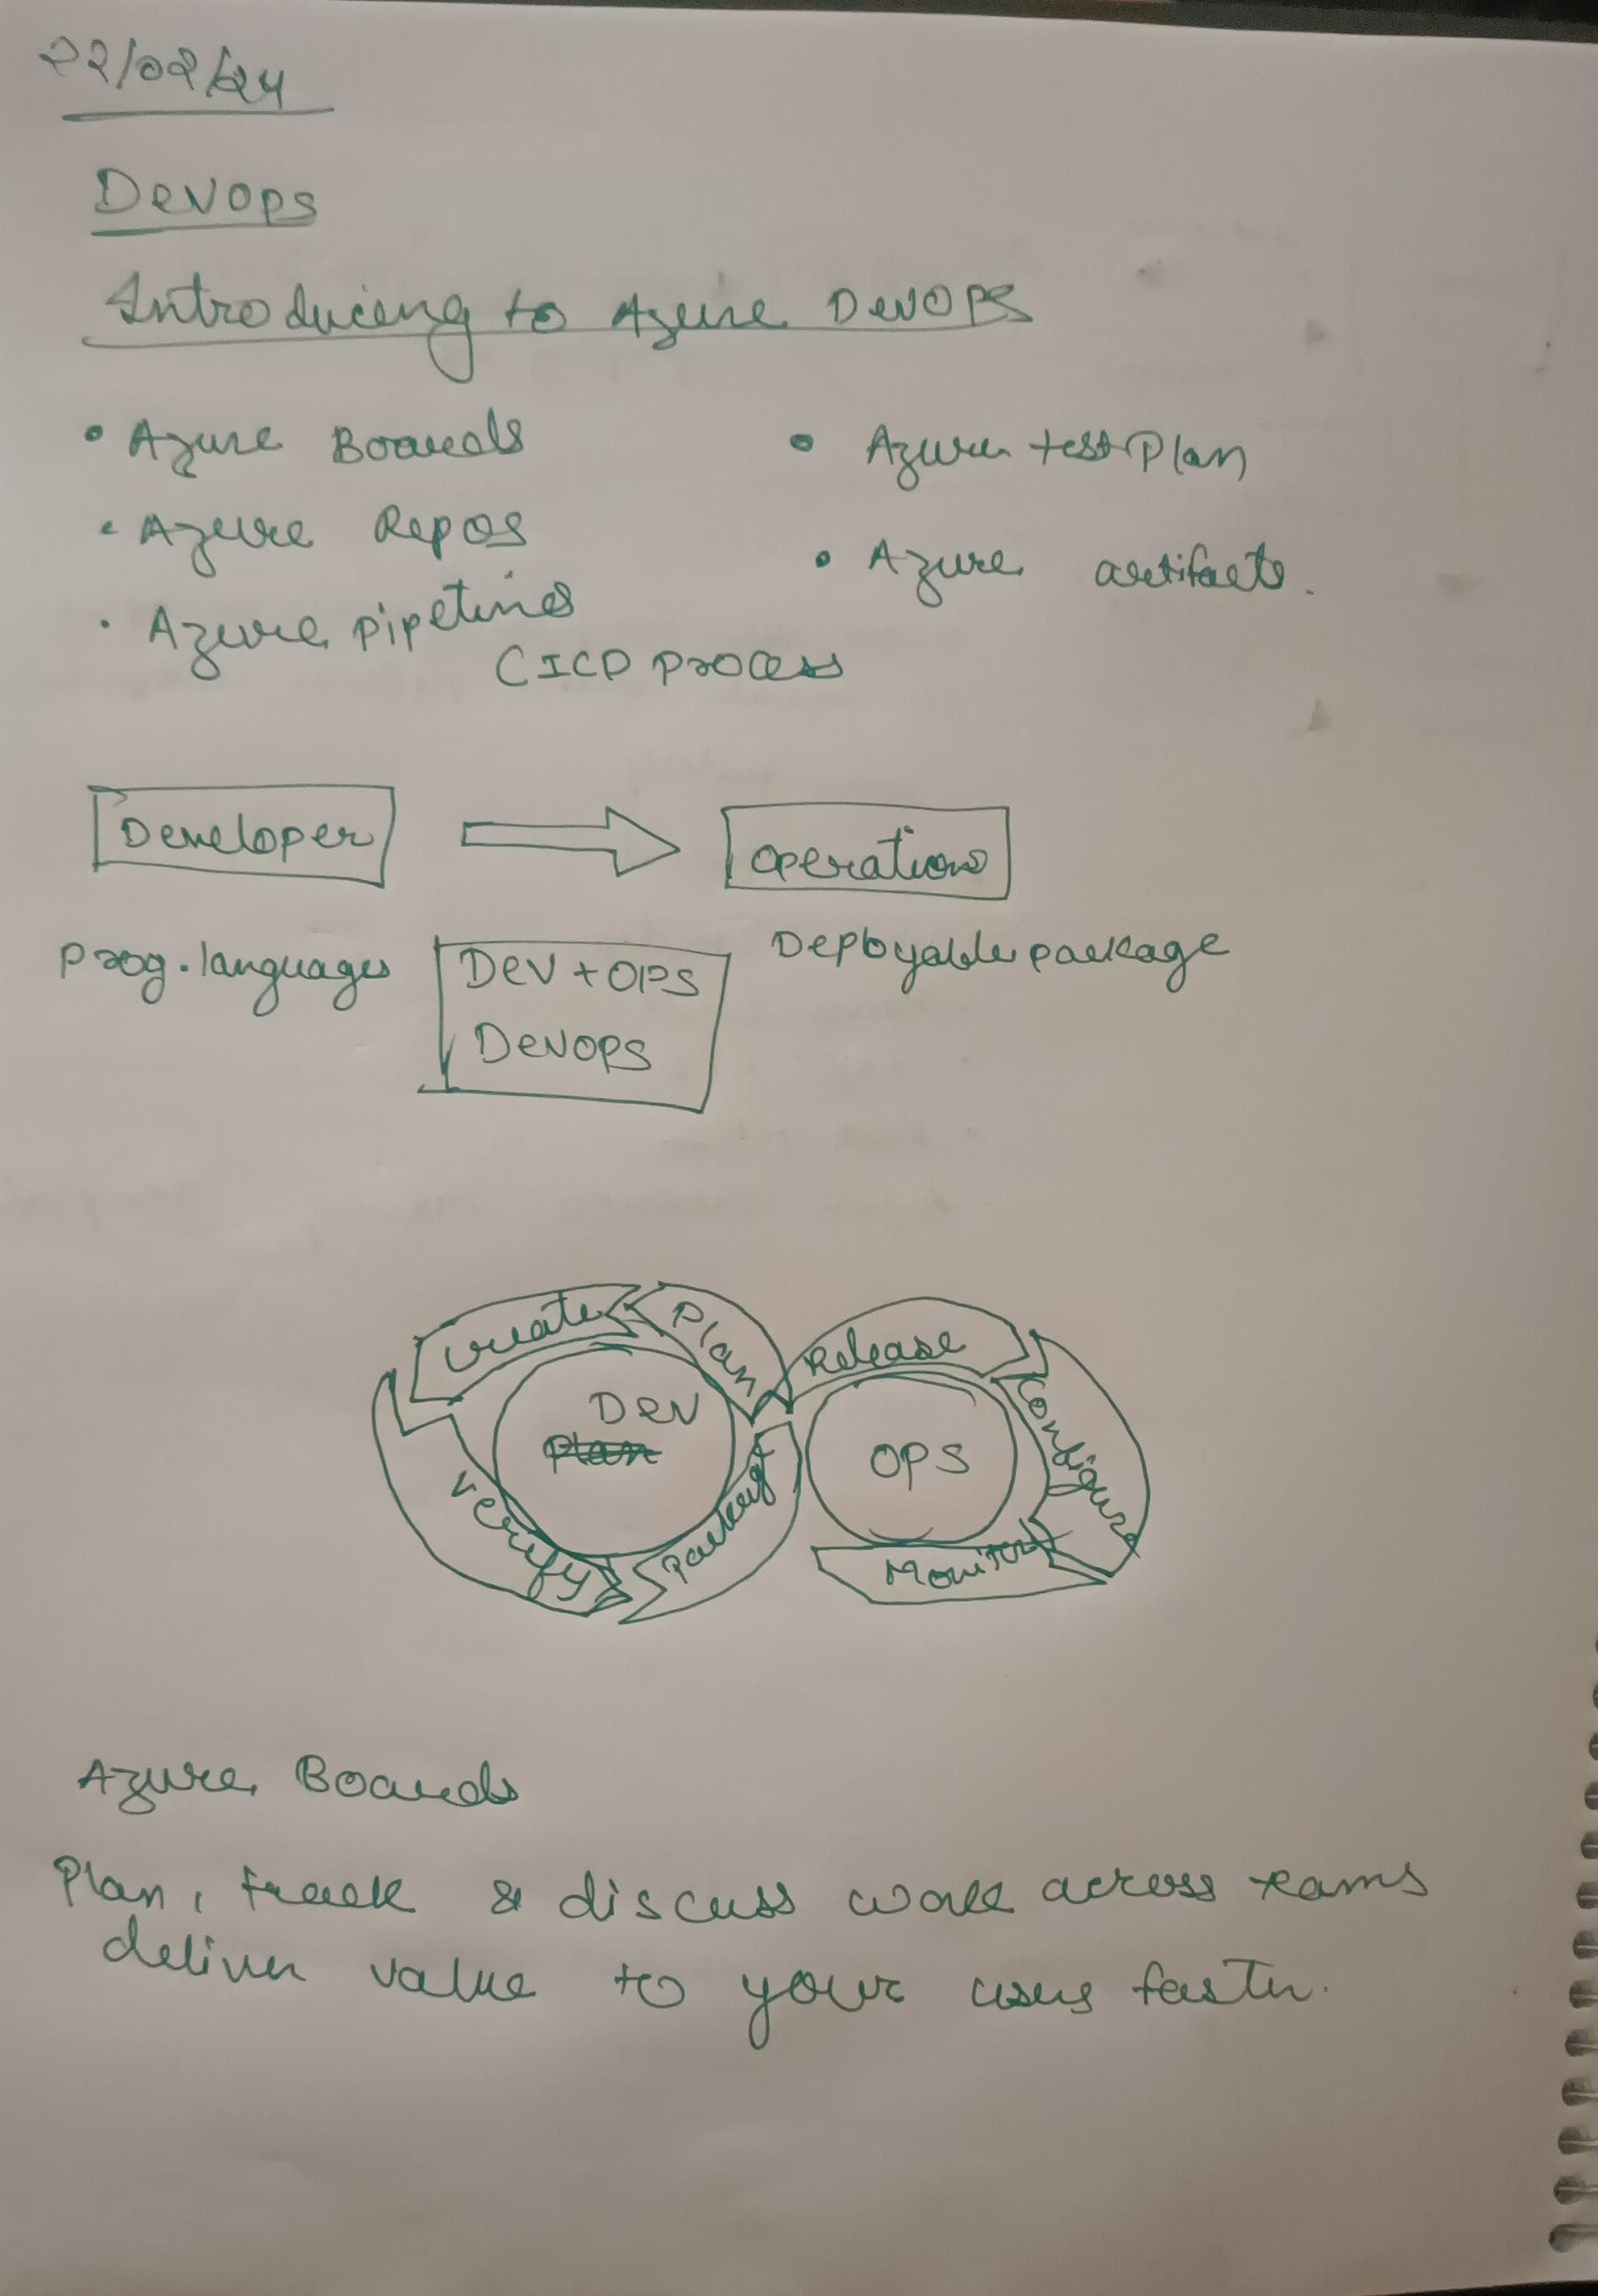 22/02/24
Devops
Introducing to Azure DevOPS
• Azure Boards
• Azure Repos
• Azure pipelines
CICD process
• Azure test Plan
• Azure artifacts.
Developer
operations
prog. languages
Dev + OPS
Devops
Deployable package
Create
Plan
Release
Configure
Dev
OPS
Verify
Monitor
Azure Boards
Plan, track & discuss work across teams
deliver value to your users faster.